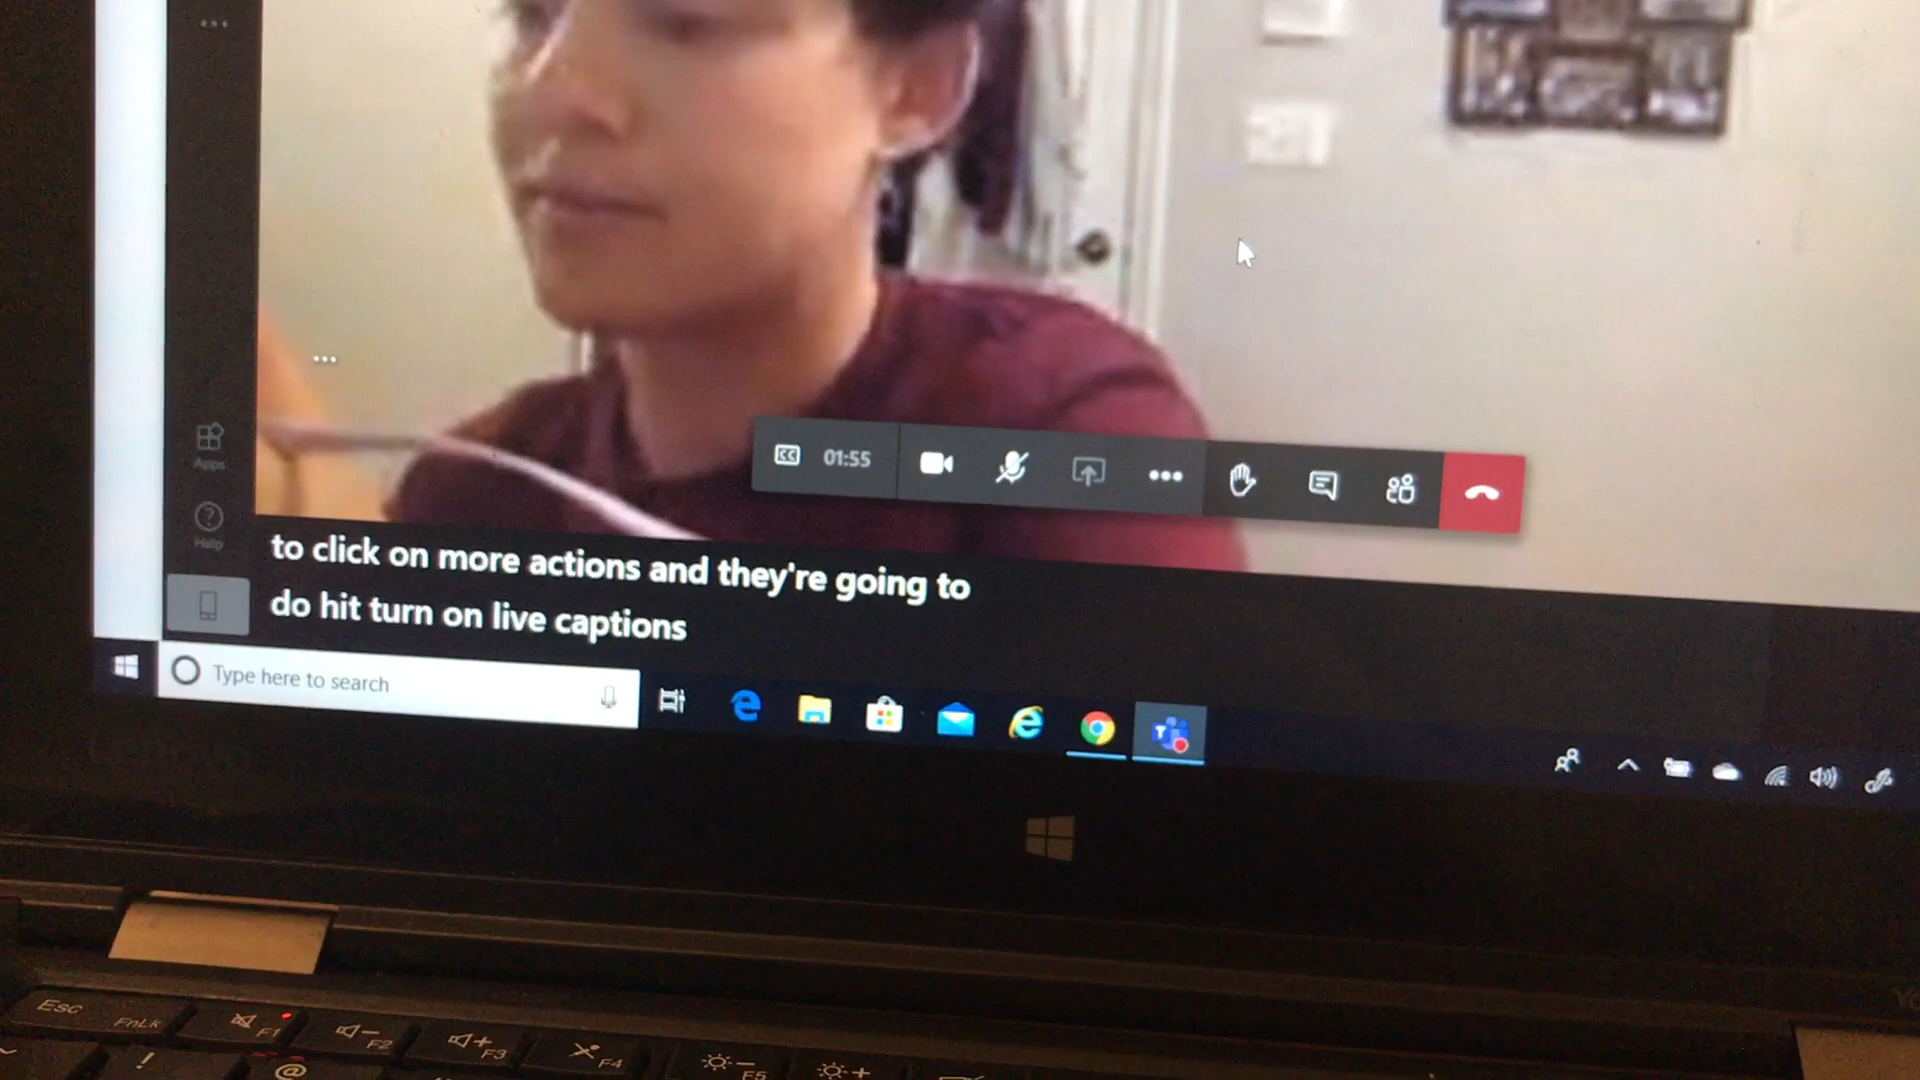 Apps
Help
CC 01:55
to click on more actions and they're going to
do hit turn on live captions
Type here to search
Esc
FnLk
F1
F2
F3
F4
F5
!
@